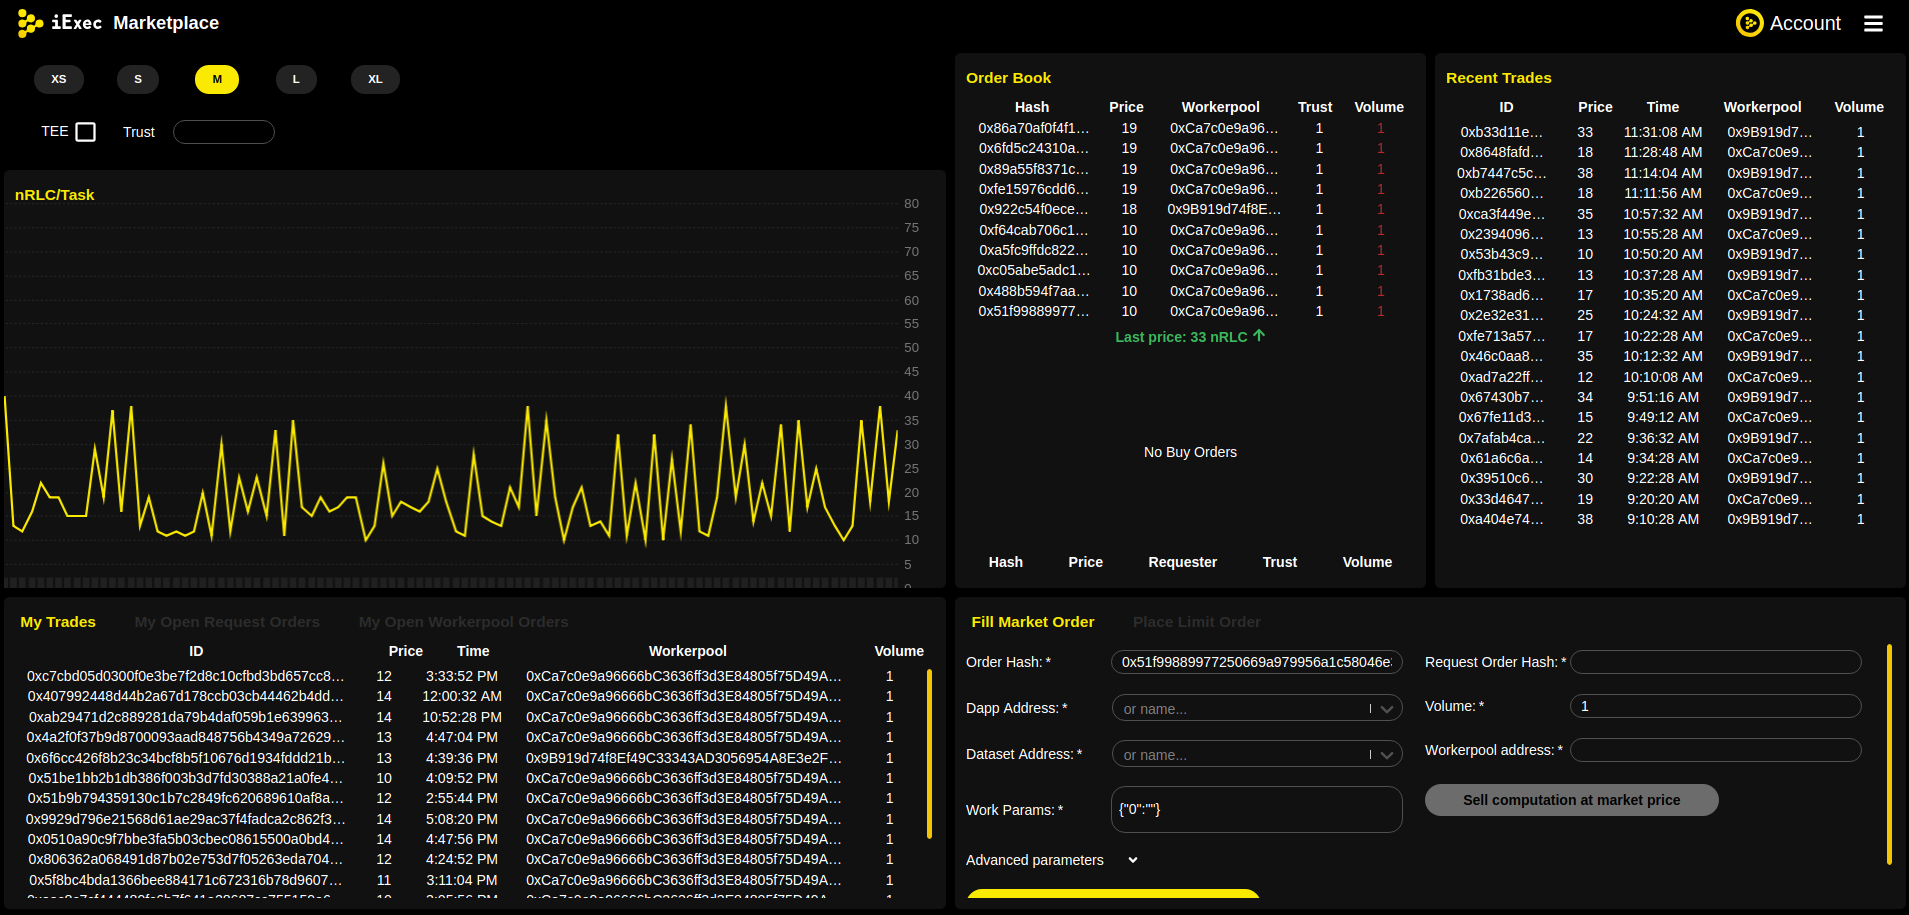 iExec Marketplace
Account
XS S M L XL
TEE Trust
nRLC/Task
80
75
70
65
60
55
50
45
40
35
30
25
20
15
10
5
Order Book
Hash Price Workerpool Trust Volume
0x86a70af0f4f1… 19 0xCa7c0e9a96… 1 1
0x6fd5c24310a… 19 0xCa7c0e9a96… 1 1
0x89a55f8371c… 19 0xCa7c0e9a96… 1 1
0xfe15976cdd6… 19 0xCa7c0e9a96… 1 1
0x922c54f0ece… 18 0x9B919d74f8E… 1 1
0xf64cab706c1… 10 0xCa7c0e9a96… 1 1
0xa5fc9ffdc822… 10 0xCa7c0e9a96… 1 1
0xc05abe5adc1… 10 0xCa7c0e9a96… 1 1
0x488b594f7aa… 10 0xCa7c0e9a96… 1 1
0x51f99889977… 10 0xCa7c0e9a96… 1 1
Last price: 33 nRLC
No Buy Orders
Hash Price Requester Trust Volume
Recent Trades
ID Price Time Workerpool Volume
0xb33d11e… 33 11:31:08 AM 0x9B919d7… 1
0x8648fafd… 18 11:28:48 AM 0xCa7c0e9… 1
0xb7447c5c… 38 11:14:04 AM 0x9B919d7… 1
0xb226560… 18 11:11:56 AM 0xCa7c0e9… 1
0xca3f449e… 35 10:57:32 AM 0x9B919d7… 1
0x2394096… 13 10:55:28 AM 0xCa7c0e9… 1
0x53b43c9… 10 10:50:20 AM 0x9B919d7… 1
0xfb31bde3… 13 10:37:28 AM 0x9B919d7… 1
0x1738ad6… 17 10:35:20 AM 0xCa7c0e9… 1
0x2e32e31… 25 10:24:32 AM 0x9B919d7… 1
0xfe713a57… 17 10:22:28 AM 0xCa7c0e9… 1
0x46c0aa8… 35 10:12:32 AM 0x9B919d7… 1
0xad7a22ff… 12 10:10:08 AM 0xCa7c0e9… 1
0x67430b7… 34 9:51:16 AM 0x9B919d7… 1
0x67fe11d3… 15 9:49:12 AM 0xCa7c0e9… 1
0x7afab4ca… 22 9:36:32 AM 0x9B919d7… 1
0x61a6c6a… 14 9:34:28 AM 0xCa7c0e9… 1
0x39510c6… 30 9:22:28 AM 0x9B919d7… 1
0x33d4647… 19 9:20:20 AM 0xCa7c0e9… 1
0xa404e74… 38 9:10:28 AM 0x9B919d7… 1
My Trades My Open Request Orders My Open Workerpool Orders
ID Price Time Workerpool Volume
0xc7cbd05d0300f0e3be7f2d8c10cfbd3bd657cc8… 12 3:33:52 PM 0xCa7c0e9a96666bC3636ff3d3E84805f75D49A… 1
0x407992448d44b2a67d178ccb03cb44462b4dd… 14 12:00:32 AM 0xCa7c0e9a96666bC3636ff3d3E84805f75D49A… 1
0xab29471d2c889281da79b4daf059b1e639963… 14 10:52:28 PM 0xCa7c0e9a96666bC3636ff3d3E84805f75D49A… 1
0x4a2f0f37b9d8700093aad848756b4349a72629… 13 4:47:04 PM 0xCa7c0e9a96666bC3636ff3d3E84805f75D49A… 1
0x6f6cc426f8b23c34bcf8b5f10676d1934fddd21b… 13 4:39:36 PM 0x9B919d74f8Ef49C33343AD3056954A8E3e2F… 1
0x51be1bb2b1db386f003b3d7fd30388a21a0fe4… 10 4:09:52 PM 0xCa7c0e9a96666bC3636ff3d3E84805f75D49A… 1
0x51b9b794359130c1b7c2849fc620689610af8a… 12 2:55:44 PM 0xCa7c0e9a96666bC3636ff3d3E84805f75D49A… 1
0x9929d796e21568d61ae29ac37f4fadca2c862f3… 14 5:08:20 PM 0xCa7c0e9a96666bC3636ff3d3E84805f75D49A… 1
0x0510a90c9f7bbe3fa5b03cbec08615500a0bd4… 14 4:47:56 PM 0xCa7c0e9a96666bC3636ff3d3E84805f75D49A… 1
0x806362a068491d87b02e753d7f05263eda704… 12 4:24:52 PM 0xCa7c0e9a96666bC3636ff3d3E84805f75D49A… 1
0x5f8bc4bda1366bee884171c672316b78d9607… 11 3:11:04 PM 0xCa7c0e9a96666bC3636ff3d3E84805f75D49A… 1
Fill Market Order Place Limit Order
Order Hash: * 0x51f99889977250669a979956a1c58046e
Dapp Address: * or name...
Dataset Address: * or name...
Work Params: * {"0":""}
Advanced parameters
Request Order Hash: *
Volume: * 1
Workerpool address: *
Sell computation at market price